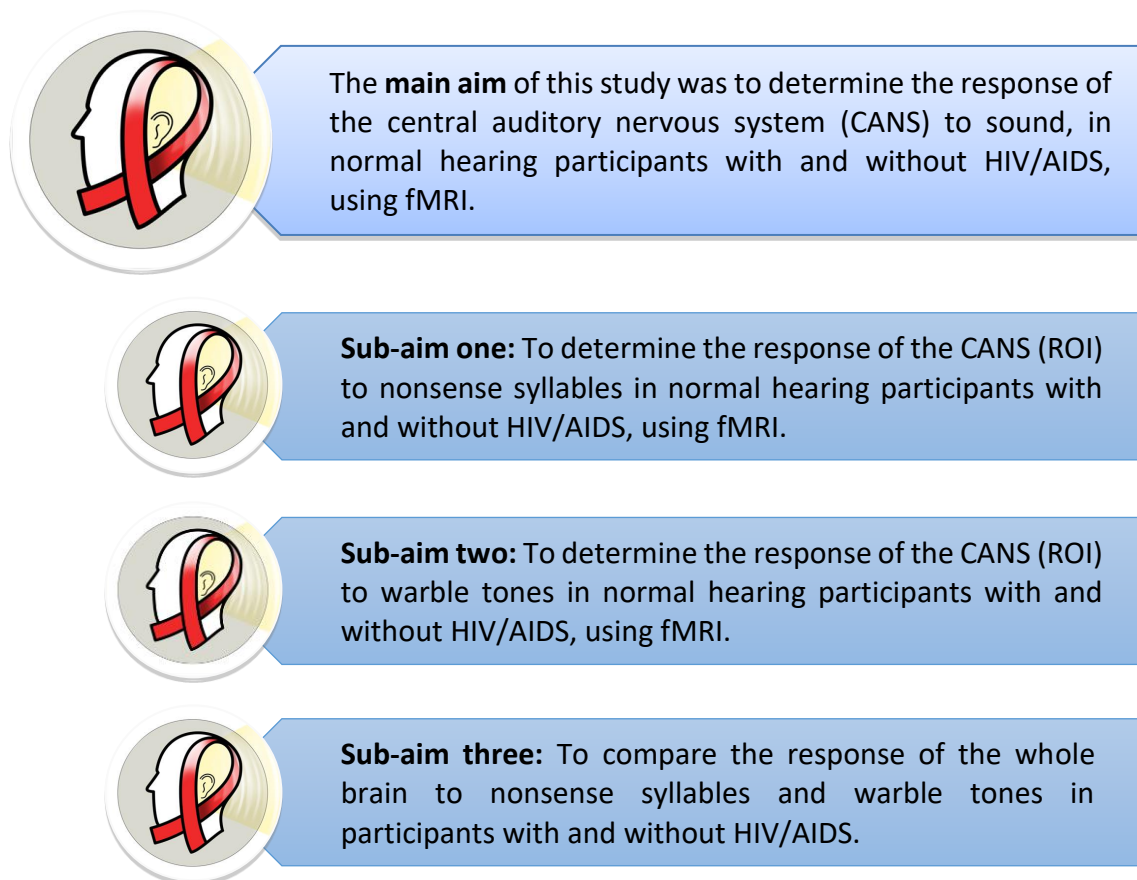 The main aim of this study was to determine the response of
the central auditory nervous system (CANS) to sound, in
normal hearing participants with and without HIV/AIDS,
using fMRI.
Sub-aim one: To determine the response of the CANS (ROI)
to nonsense syllables in normal hearing participants with
and without HIV/AIDS, using fMRI.
Sub-aim two: To determine the response of the CANS (ROI)
to warble tones in normal hearing participants with and
without HIV/AIDS, using fMRI.
Sub-aim three: To compare the response of the whole
brain to nonsense syllables and warble tones in
participants with and without HIV/AIDS.